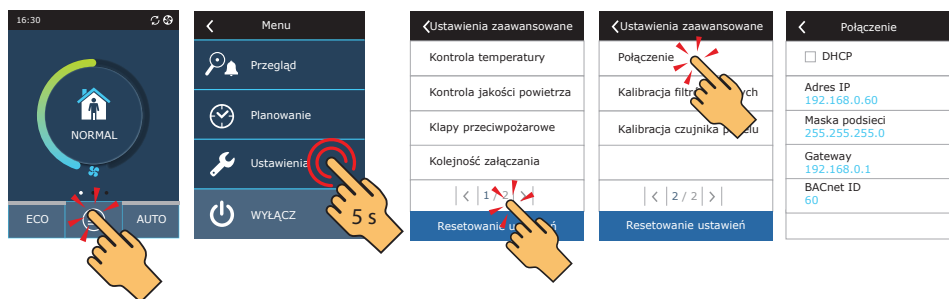 16:30
NORMAL
ECO
AUTO
Menu
Przegląd
Planowanie
Ustawienia
WYŁĄCZ
5 s
Ustawienia zaawansowane
Kontrola temperatury
Kontrola jakości powietrza
Klapy przeciwpożarowe
Kolejność załączania
1 / 2
Resetowanie
Ustawienia zaawansowane
Połączenie
Kalibracja
Kalibracja czujnika
2 / 2
Resetowanie ustawień
Połączenie
DHCP
Adres IP
192.168.0.60
Maska podsieci
255.255.255.0
Gateway
192.168.0.1
BACnet ID
60